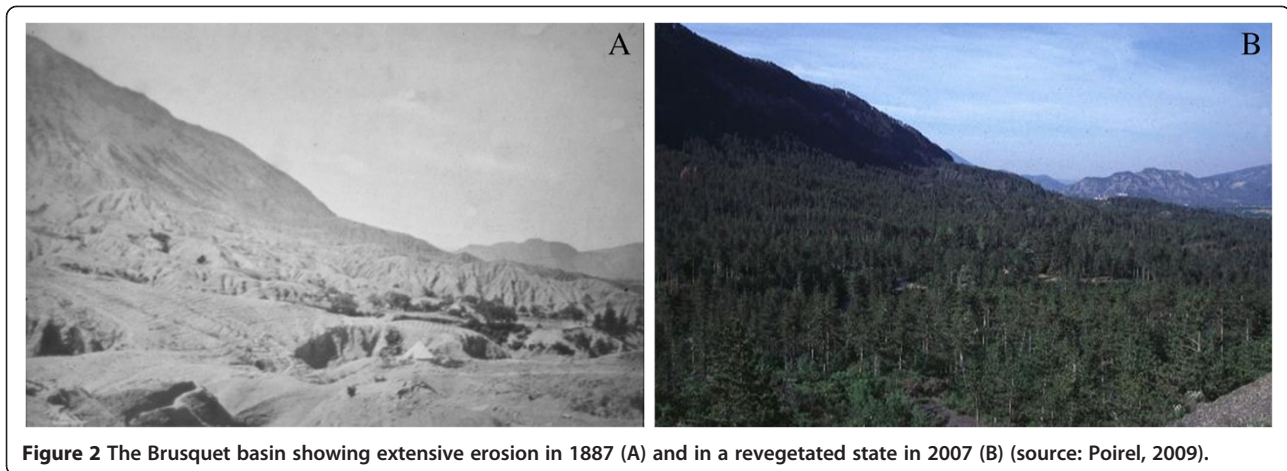 A
B
Figure 2 The Brusquet basin showing extensive erosion in 1887 (A) and in a revegetated state in 2007 (B) (source: Poirel, 2009).